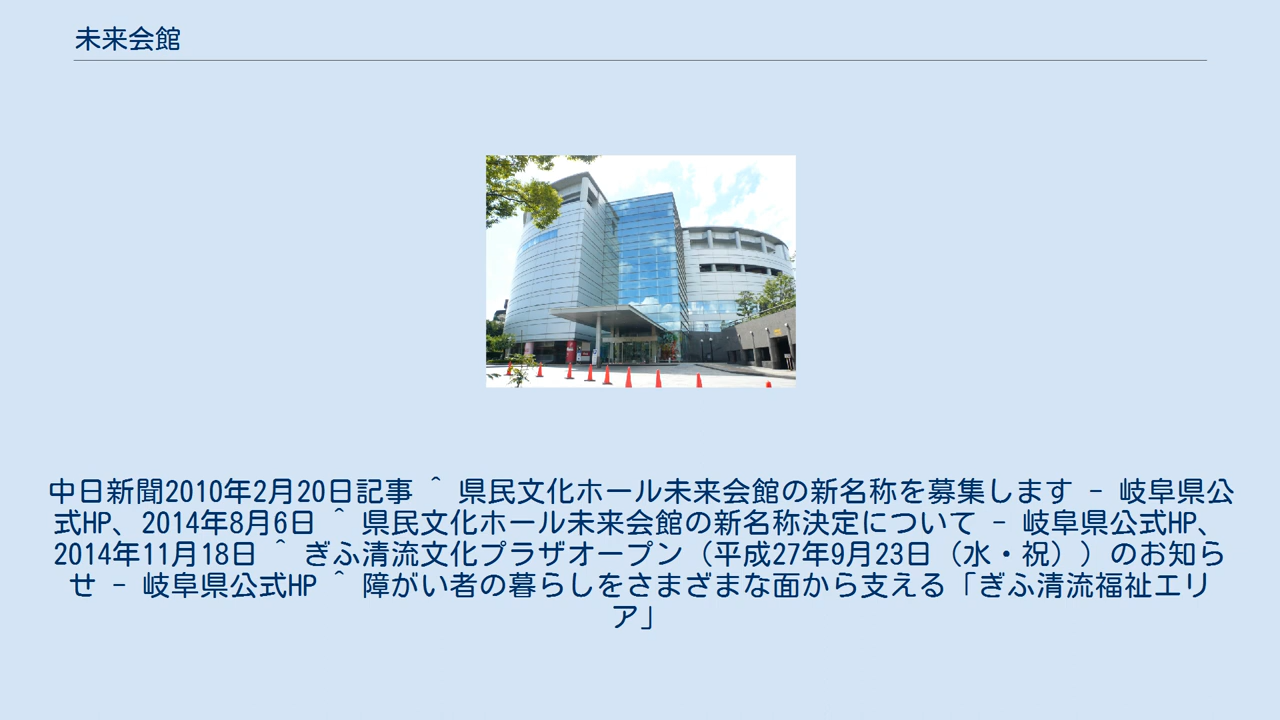 未来会館
中日新聞2010年2月20日記事 ^ 県民文化ホール未来会館の新名称を募集します - 岐阜県公
式HP、2014年8月6日 ^ 県民文化ホール未来会館の新名称決定について - 岐阜県公式HP、
2014年11月18日 ^ ぎふ清流文化プラザオープン（平成27年9月23日（水・祝））のお知ら
せ - 岐阜県公式HP ^ 障がい者の暮らしをさまざまな面から支える「ぎふ清流福祉エリ
ア」